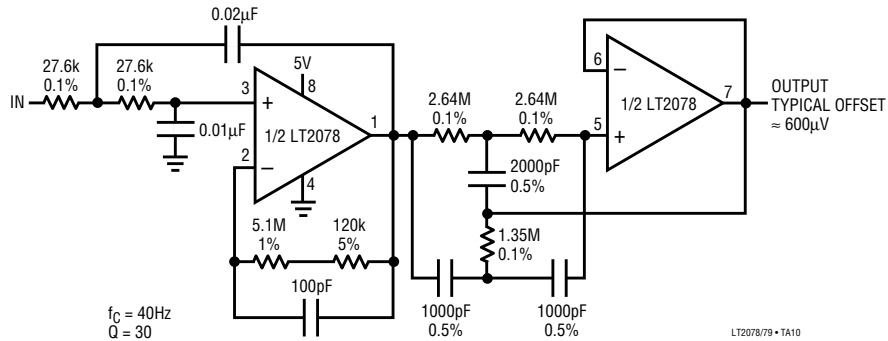 0.02µF
27.6k
0.1%
27.6k
0.1%
IN
0.01µF
5V
8
3
+
1/2 LT2078
2
–
1
4
5.1M
1%
120k
5%
100pF
2.64M
0.1%
2.64M
0.1%
2000pF
0.5%
1.35M
0.1%
1000pF
0.5%
1000pF
0.5%
6
–
1/2 LT2078
5
+
7
OUTPUT
TYPICAL OFFSET
≈ 600µV
fC = 40Hz
Q = 30
LT2078/79 • TA10